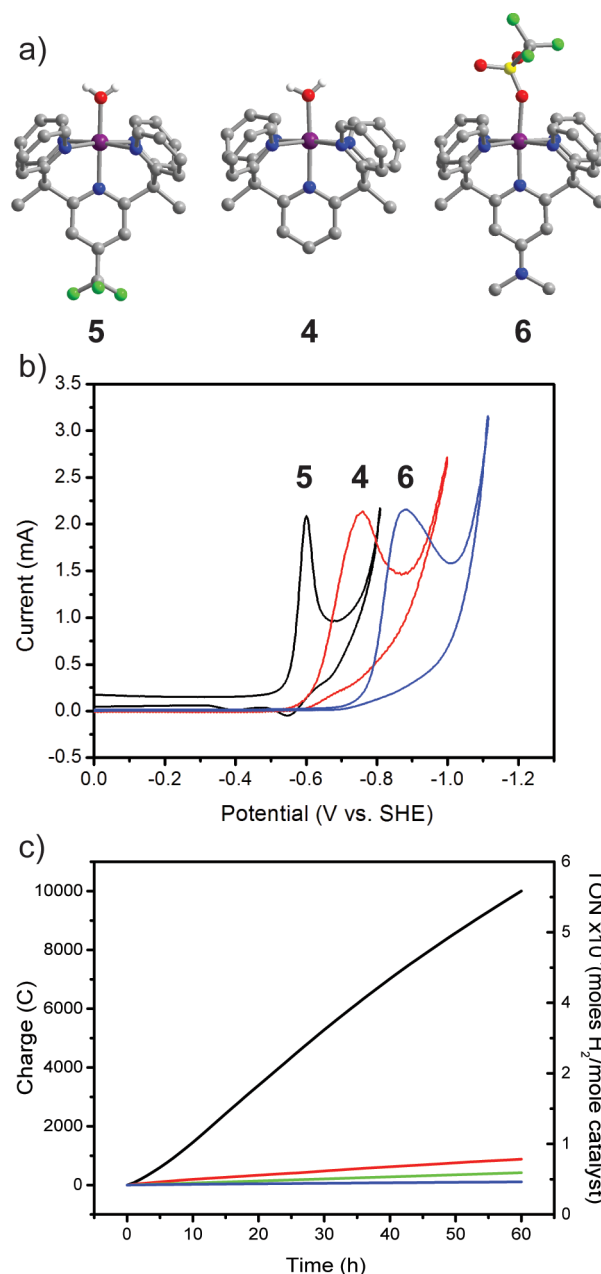 a)
5 4 6
b)
3.5
3.0
2.5
2.0
1.5
1.0
0.5
0.0
-0.5
Current (mA)
5 4 6
0.0 -0.2 -0.4 -0.6 -0.8 -1.0 -1.2
Potential (V vs. SHE)
c)
10000
8000
6000
4000
2000
0
Charge (C)
6
5
4
2
1
0
TON x10 (moles H₂/mole catalyst)
0 10 20 30 40 50 60
Time (h)